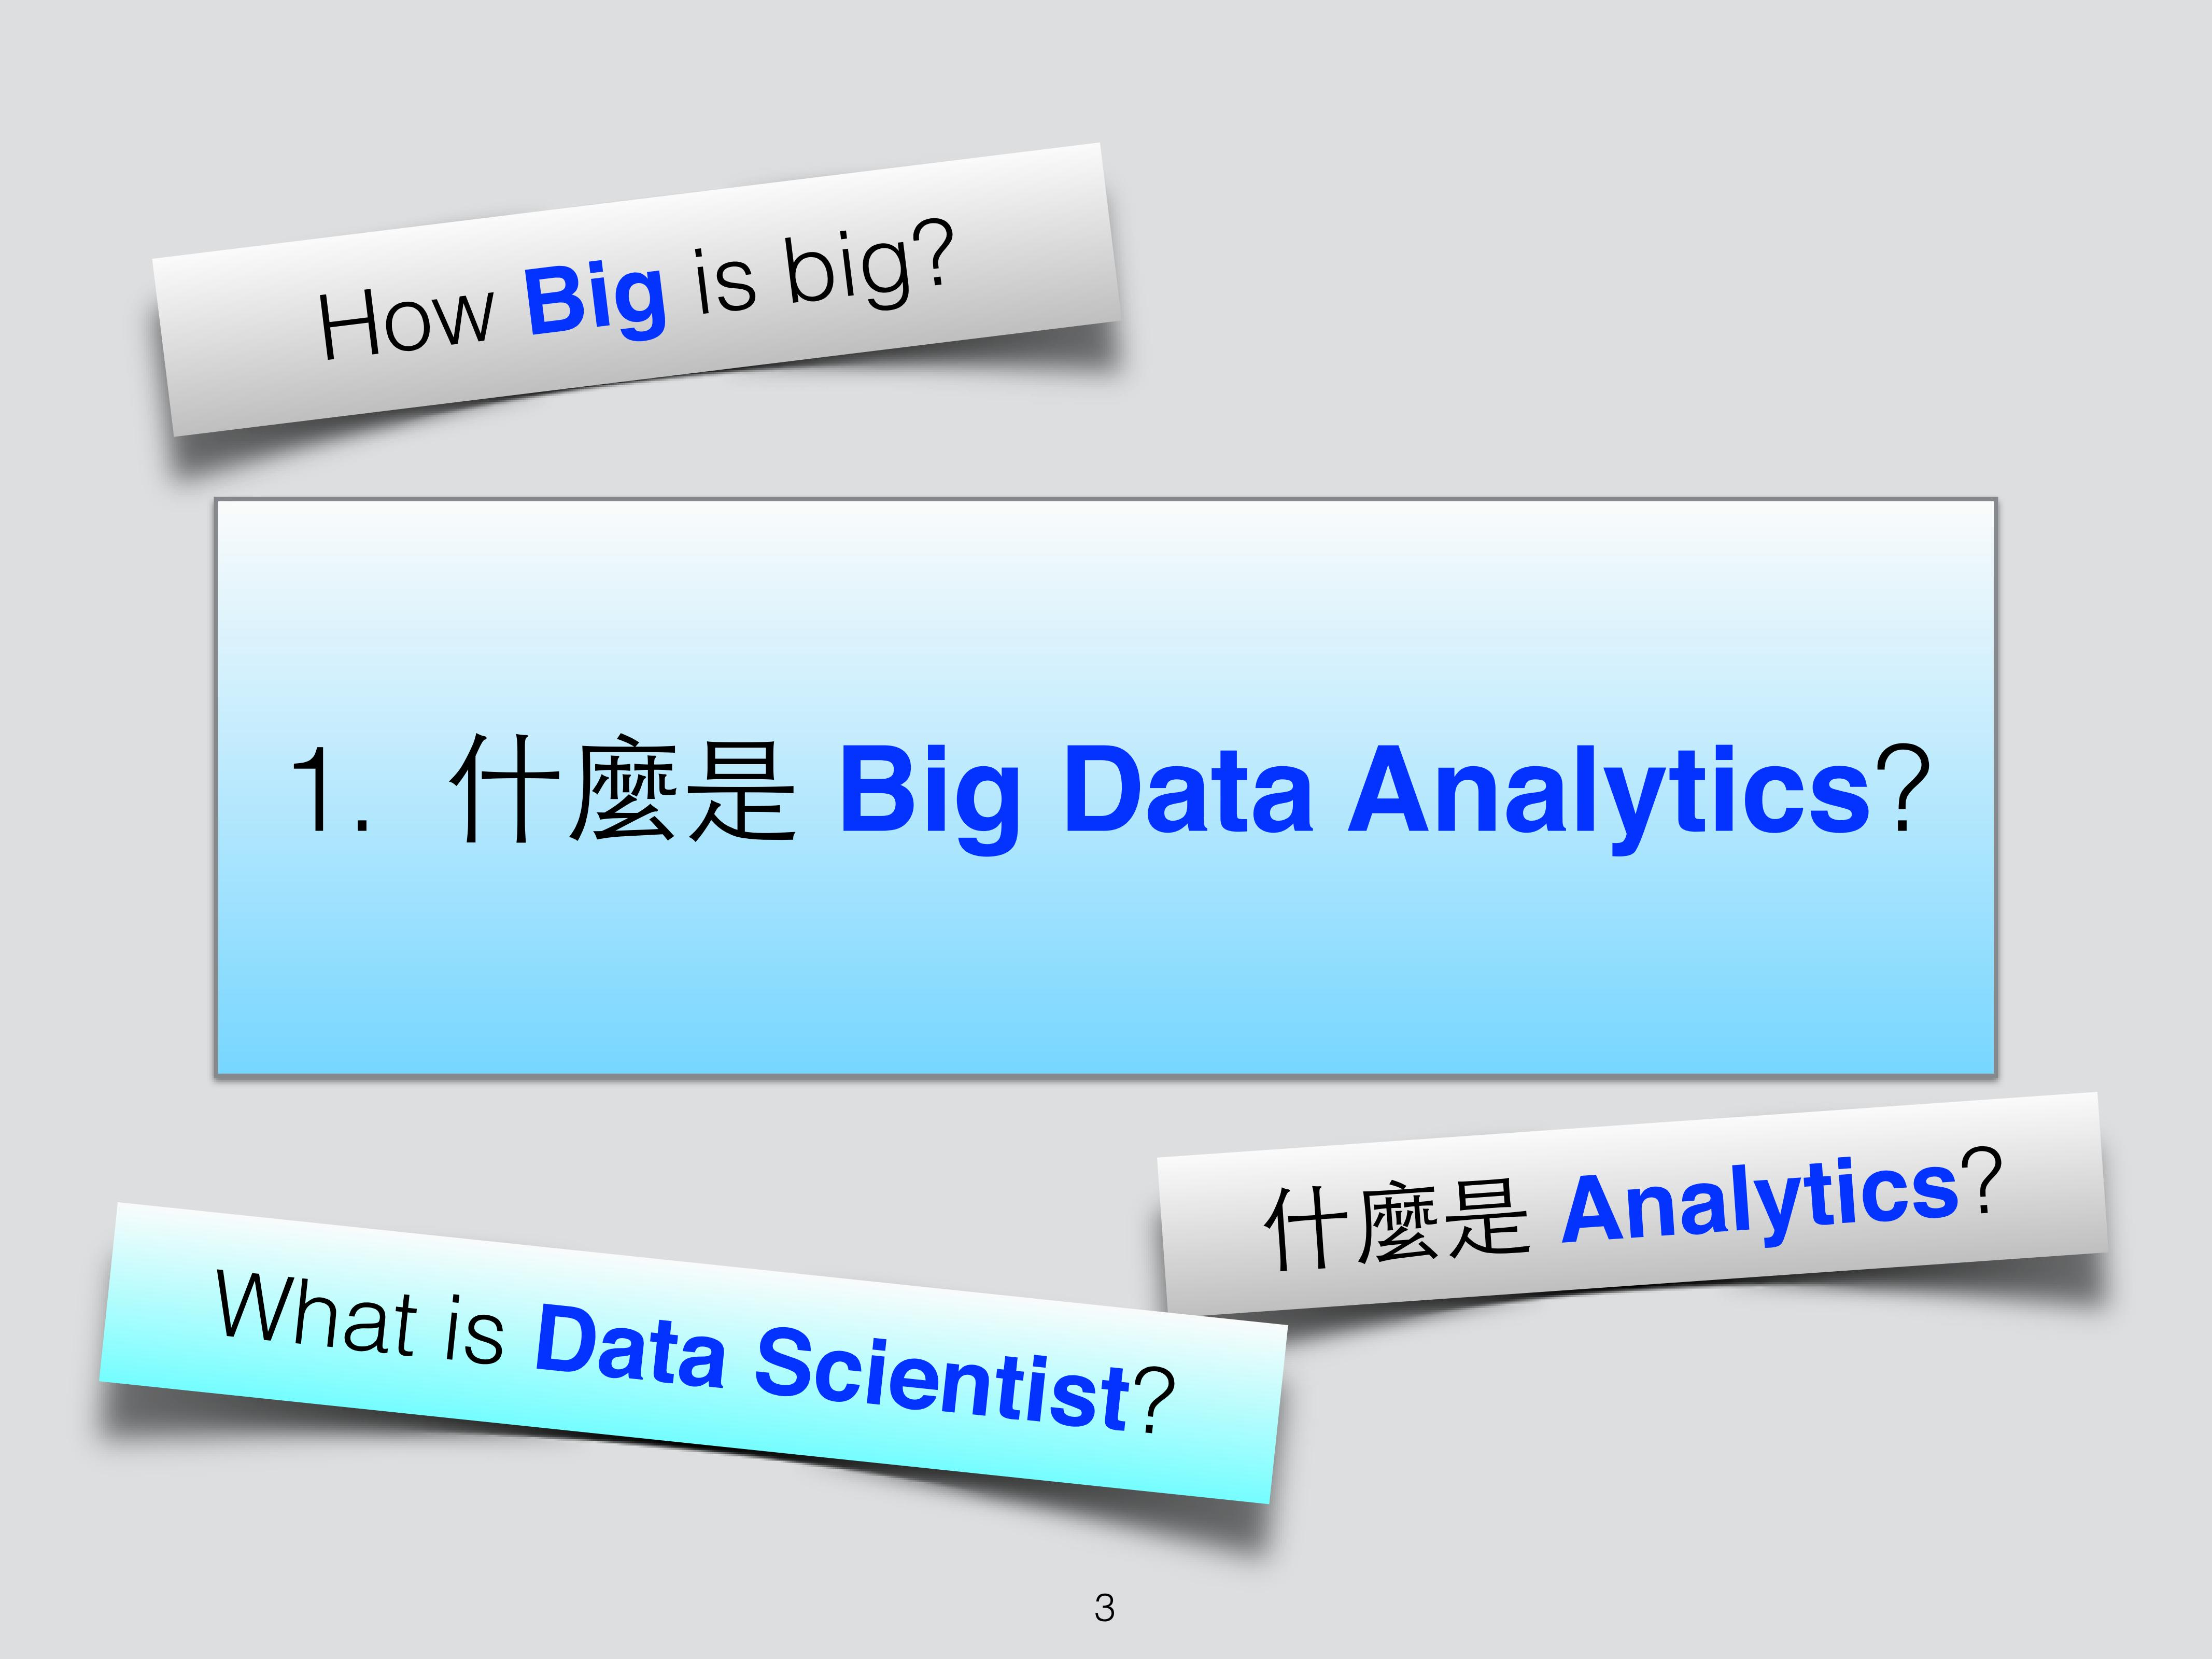 How Big is big?
1. 什麼是 Big Data Analytics?
什麼是 Analytics?
What is Data Scientist?
3